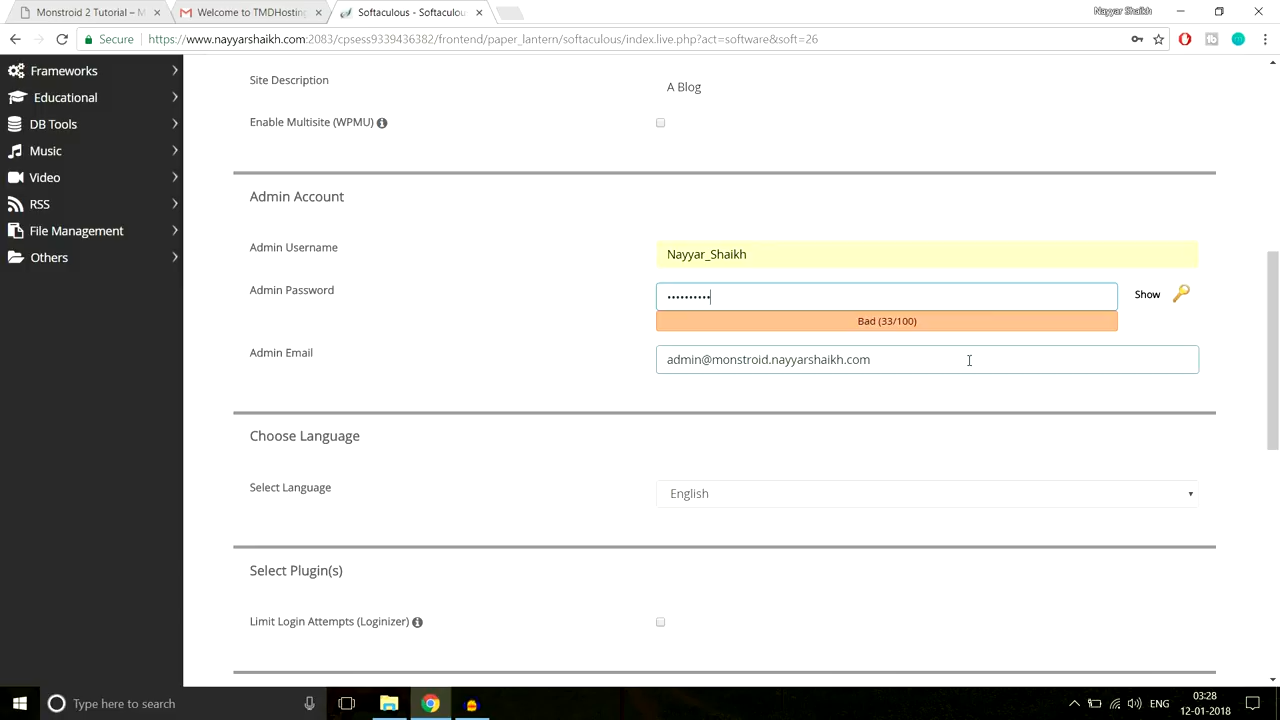 Monstroid 2 Tutorial – M
Welcome to TMDHosting
Softaculous - Softaculou
Nayyar Shaikh
Secure
https://www.nayyarshaikh.com:2083/cpsess9339436382/frontend/paper_lantern/softaculous/index.live.php?act=software&soft=26
Frameworks
Educational
DB Tools
Music
Video
RSS
File Management
Others
Site Description
A Blog
Enable Multisite (WPMU)
Admin Account
Admin Username
Nayyar_Shaikh
Admin Password
••••••••••
Show
Bad (33/100)
Admin Email
admin@monstroid.nayyarshaikh.com
Choose Language
Select Language
English
Select Plugin(s)
Limit Login Attempts (Loginizer)
Type here to search
ENG
03:28
12-01-2018